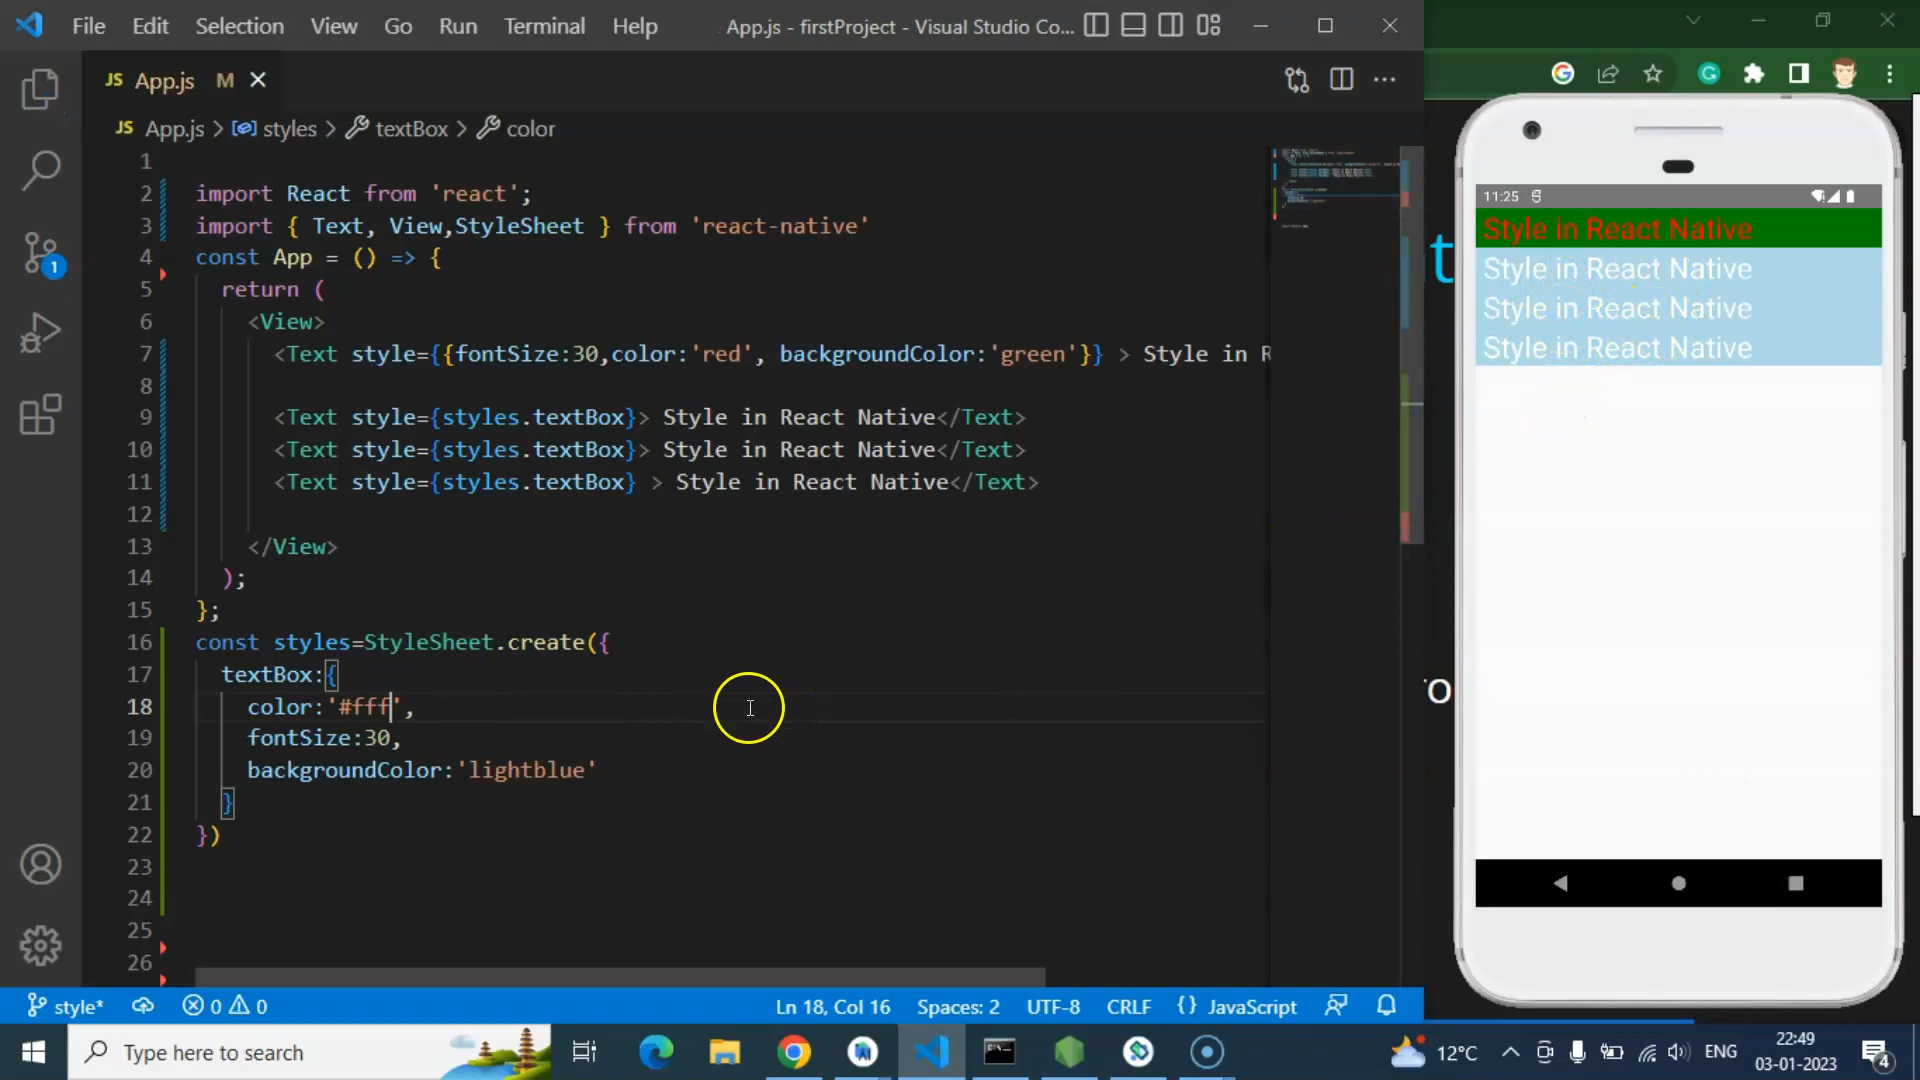 File Edit Selection View Go Run Terminal Help App.js - firstProject - Visual Studio Co...
JS App.js M
JS App.js > styles > textBox > color
1
2 import React from 'react';
3 import { Text, View,StyleSheet } from 'react-native'
4 const App = () => {
5 return (
6 <View>
7 <Text style={{fontSize:30,color:'red', backgroundColor:'green'}} > Style in R
8
9 <Text style={styles.textBox}> Style in React Native</Text>
10 <Text style={styles.textBox}> Style in React Native</Text>
11 <Text style={styles.textBox} > Style in React Native</Text>
12
13 </View>
14 );
15 };
16 const styles=StyleSheet.create({
17 textBox:{
18 color:'#fff',
19 fontSize:30,
20 backgroundColor:'lightblue'
21 }
22 })
23
24
25
26
style* 0 0 Ln 18, Col 16 Spaces: 2 UTF-8 CRLF {} JavaScript
11:25
Style in React Native
Style in React Native
Style in React Native
Style in React Native
t
ro
Type here to search
1
12°C ENG
22:49
03-01-2023
4